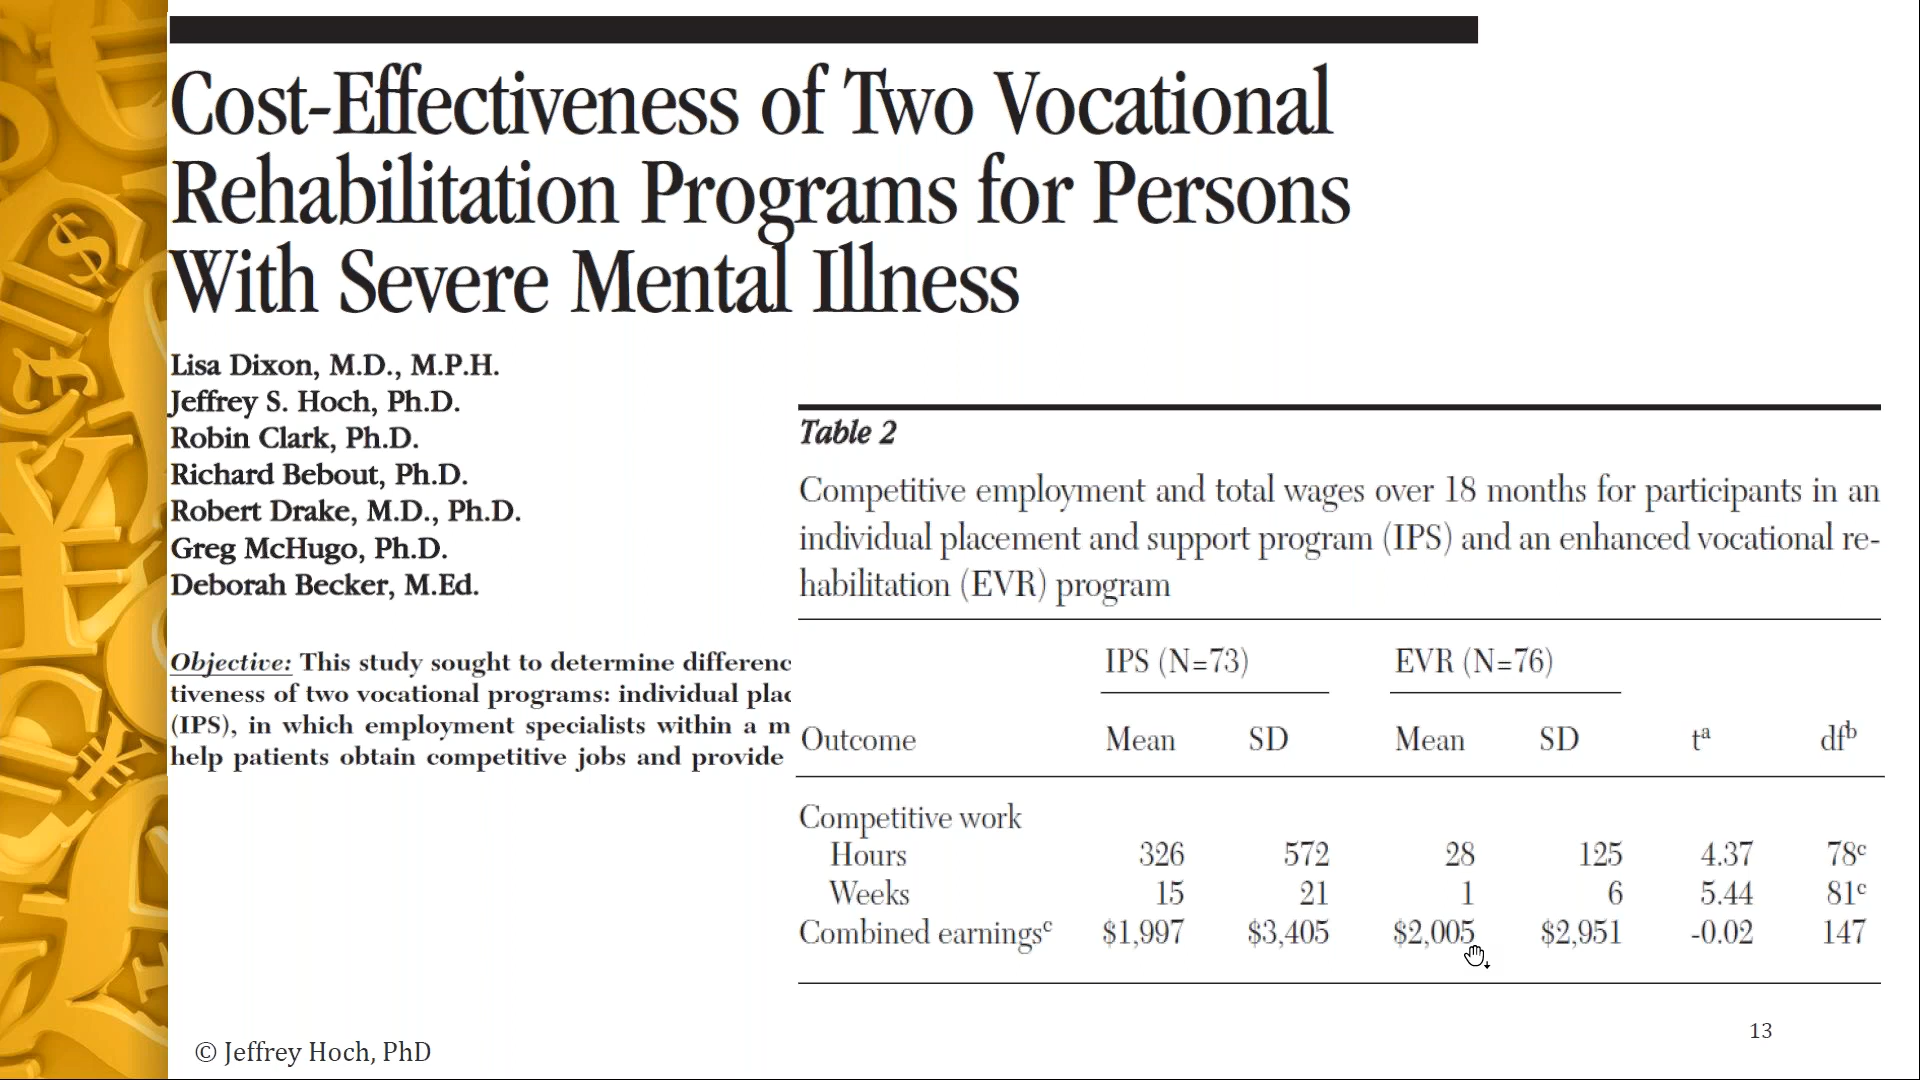 Cost-Effectiveness of Two Vocational
Rehabilitation Programs for Persons
With Severe Mental Illness
Lisa Dixon, M.D., M.P.H.
Jeffrey S. Hoch, Ph.D.
Robin Clark, Ph.D.
Richard Bebout, Ph.D.
Robert Drake, M.D., Ph.D.
Greg McHugo, Ph.D.
Deborah Becker, M.Ed.
Objective: This study sought to determine differenc
tiveness of two vocational programs: individual plac
(IPS), in which employment specialists within a m
help patients obtain competitive jobs and provide
Table 2
Competitive employment and total wages over 18 months for participants in an
individual placement and support program (IPS) and an enhanced vocational re-
habilitation (EVR) program
IPS (N=73) EVR (N=76)
Outcome Mean SD Mean SD tᵃ dfᵇ
Competitive work
Hours 326 572 28 125 4.37 78ᶜ
Weeks 15 21 1 6 5.44 81ᶜ
Combined earningsᶜ $1,997 $3,405 $2,005 $2,951 -0.02 147
© Jeffrey Hoch, PhD
13